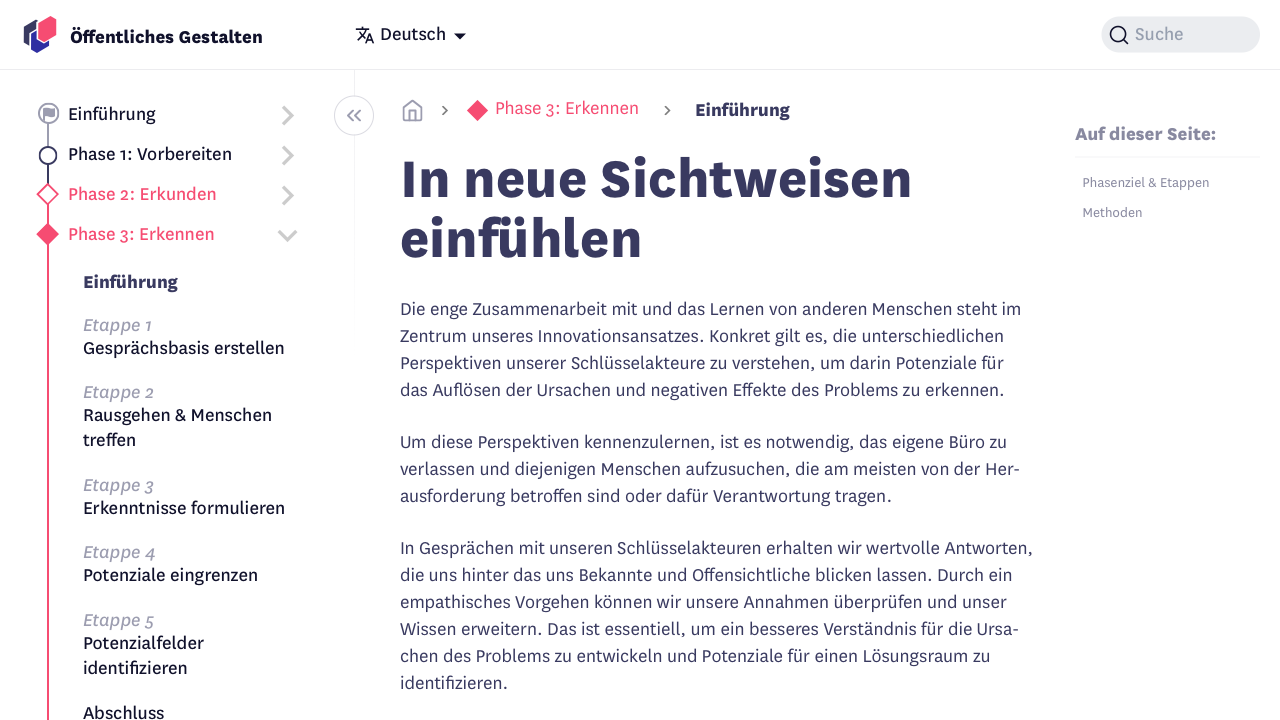 Öffentliches Gestalten
Deutsch
Suche
Einführung
Phase 1: Vorbereiten
Phase 2: Erkunden
Phase 3: Erkennen
Einführung
Etappe 1
Gesprächsbasis erstellen
Etappe 2
Rausgehen & Menschen
treffen
Etappe 3
Erkenntnisse formulieren
Etappe 4
Potenziale eingrenzen
Etappe 5
Potenzialfelder
identifizieren
Abschluss
Phase 3: Erkennen
Einführung
In neue Sichtweisen
einfühlen
Die enge Zusammenarbeit mit und das Lernen von anderen Menschen steht im
Zentrum unseres Innovationsansatzes. Konkret gilt es, die unterschiedlichen
Perspektiven unserer Schlüsselakteure zu verstehen, um darin Potenziale für
das Auflösen der Ursachen und negativen Effekte des Problems zu erkennen.
Um diese Perspektiven kennenzulernen, ist es notwendig, das eigene Büro zu
verlassen und diejenigen Menschen aufzusuchen, die am meisten von der Her-
ausforderung betroffen sind oder dafür Verantwortung tragen.
In Gesprächen mit unseren Schlüsselakteuren erhalten wir wertvolle Antworten,
die uns hinter das uns Bekannte und Offensichtliche blicken lassen. Durch ein
empathisches Vorgehen können wir unsere Annahmen überprüfen und unser
Wissen erweitern. Das ist essentiell, um ein besseres Verständnis für die Ursa-
chen des Problems zu entwickeln und Potenziale für einen Lösungsraum zu
identifizieren.
Auf dieser Seite:
Phasenziel & Etappen
Methoden